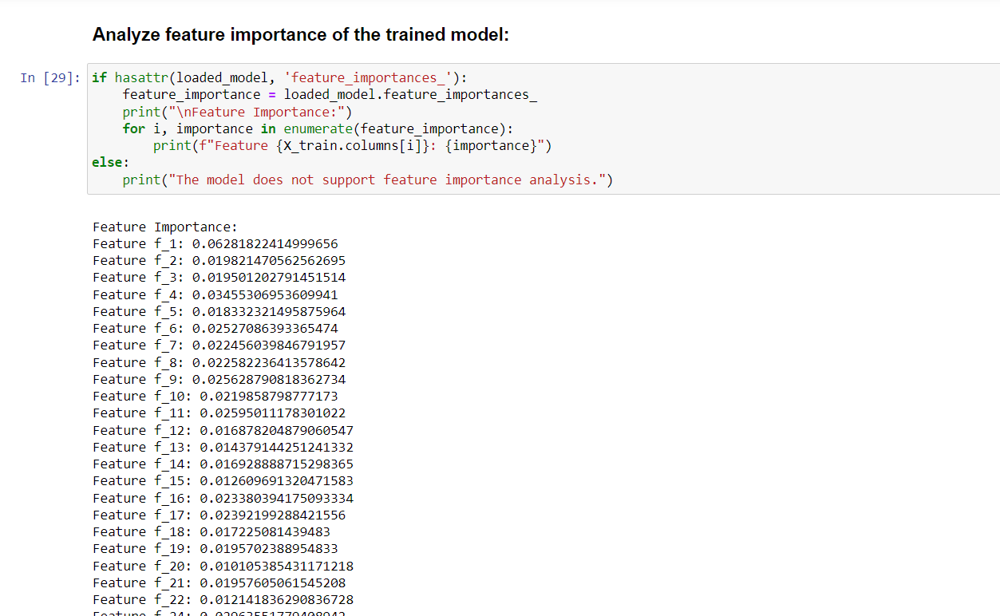 Analyze feature importance of the trained model:
In [29]:
if hasattr(loaded_model, 'feature_importances_'):
    feature_importance = loaded_model.feature_importances_
    print("\nFeature Importance:")
    for i, importance in enumerate(feature_importance):
        print(f"Feature {X_train.columns[i]}: {importance}")
else:
    print("The model does not support feature importance analysis.")
Feature Importance:
Feature f_1: 0.06281822414999656
Feature f_2: 0.019821470562562695
Feature f_3: 0.019501202791451514
Feature f_4: 0.03455306953609941
Feature f_5: 0.018332321495875964
Feature f_6: 0.02527086393365474
Feature f_7: 0.022456039846791957
Feature f_8: 0.022582236413578642
Feature f_9: 0.025628790818362734
Feature f_10: 0.0219858798777173
Feature f_11: 0.02595011178301022
Feature f_12: 0.016878204879060547
Feature f_13: 0.014379144251241332
Feature f_14: 0.016928888715298365
Feature f_15: 0.012609691320471583
Feature f_16: 0.023380394175093334
Feature f_17: 0.02392199288421556
Feature f_18: 0.017225081439483
Feature f_19: 0.0195702388954833
Feature f_20: 0.010105385431171218
Feature f_21: 0.01957605061545208
Feature f_22: 0.012141836290836728
Feature f_24: